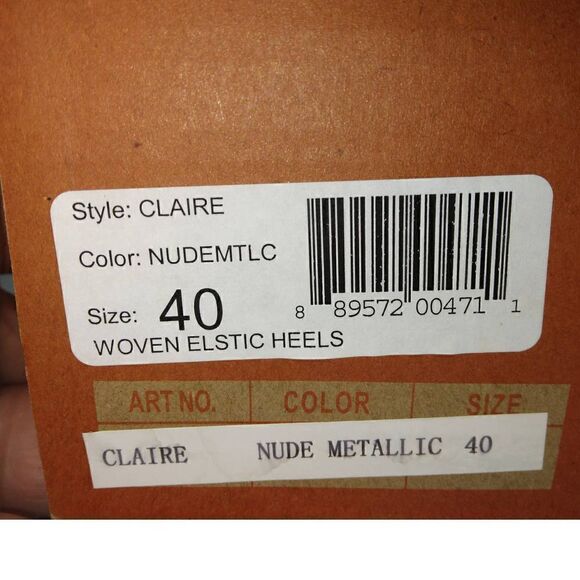 Style: CLAIRE
Color: NUDEMTLC
Size: 40
8 89572 00471 1
WOVEN ELSTIC HEELS
ART NO. COLOR SIZE
CLAIRE NUDE METALLIC 40